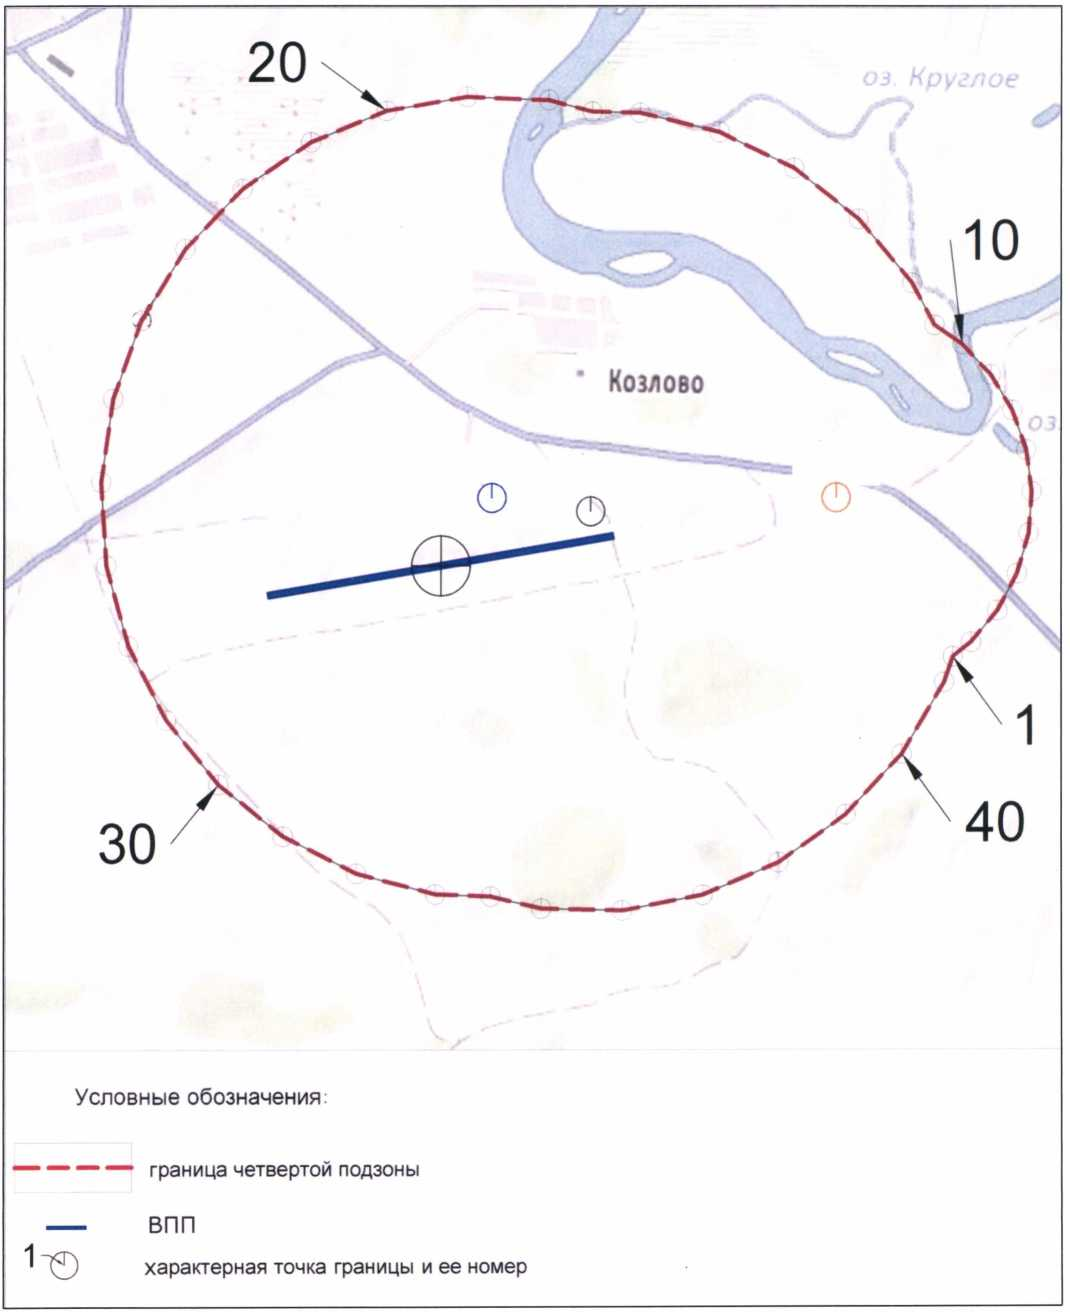 20
оз. Круглое
10
Козлово
оз.
1
30
40
Условные обозначения:
граница четвертой подзоны
ВПП
1
характерная точка границы и ее номер